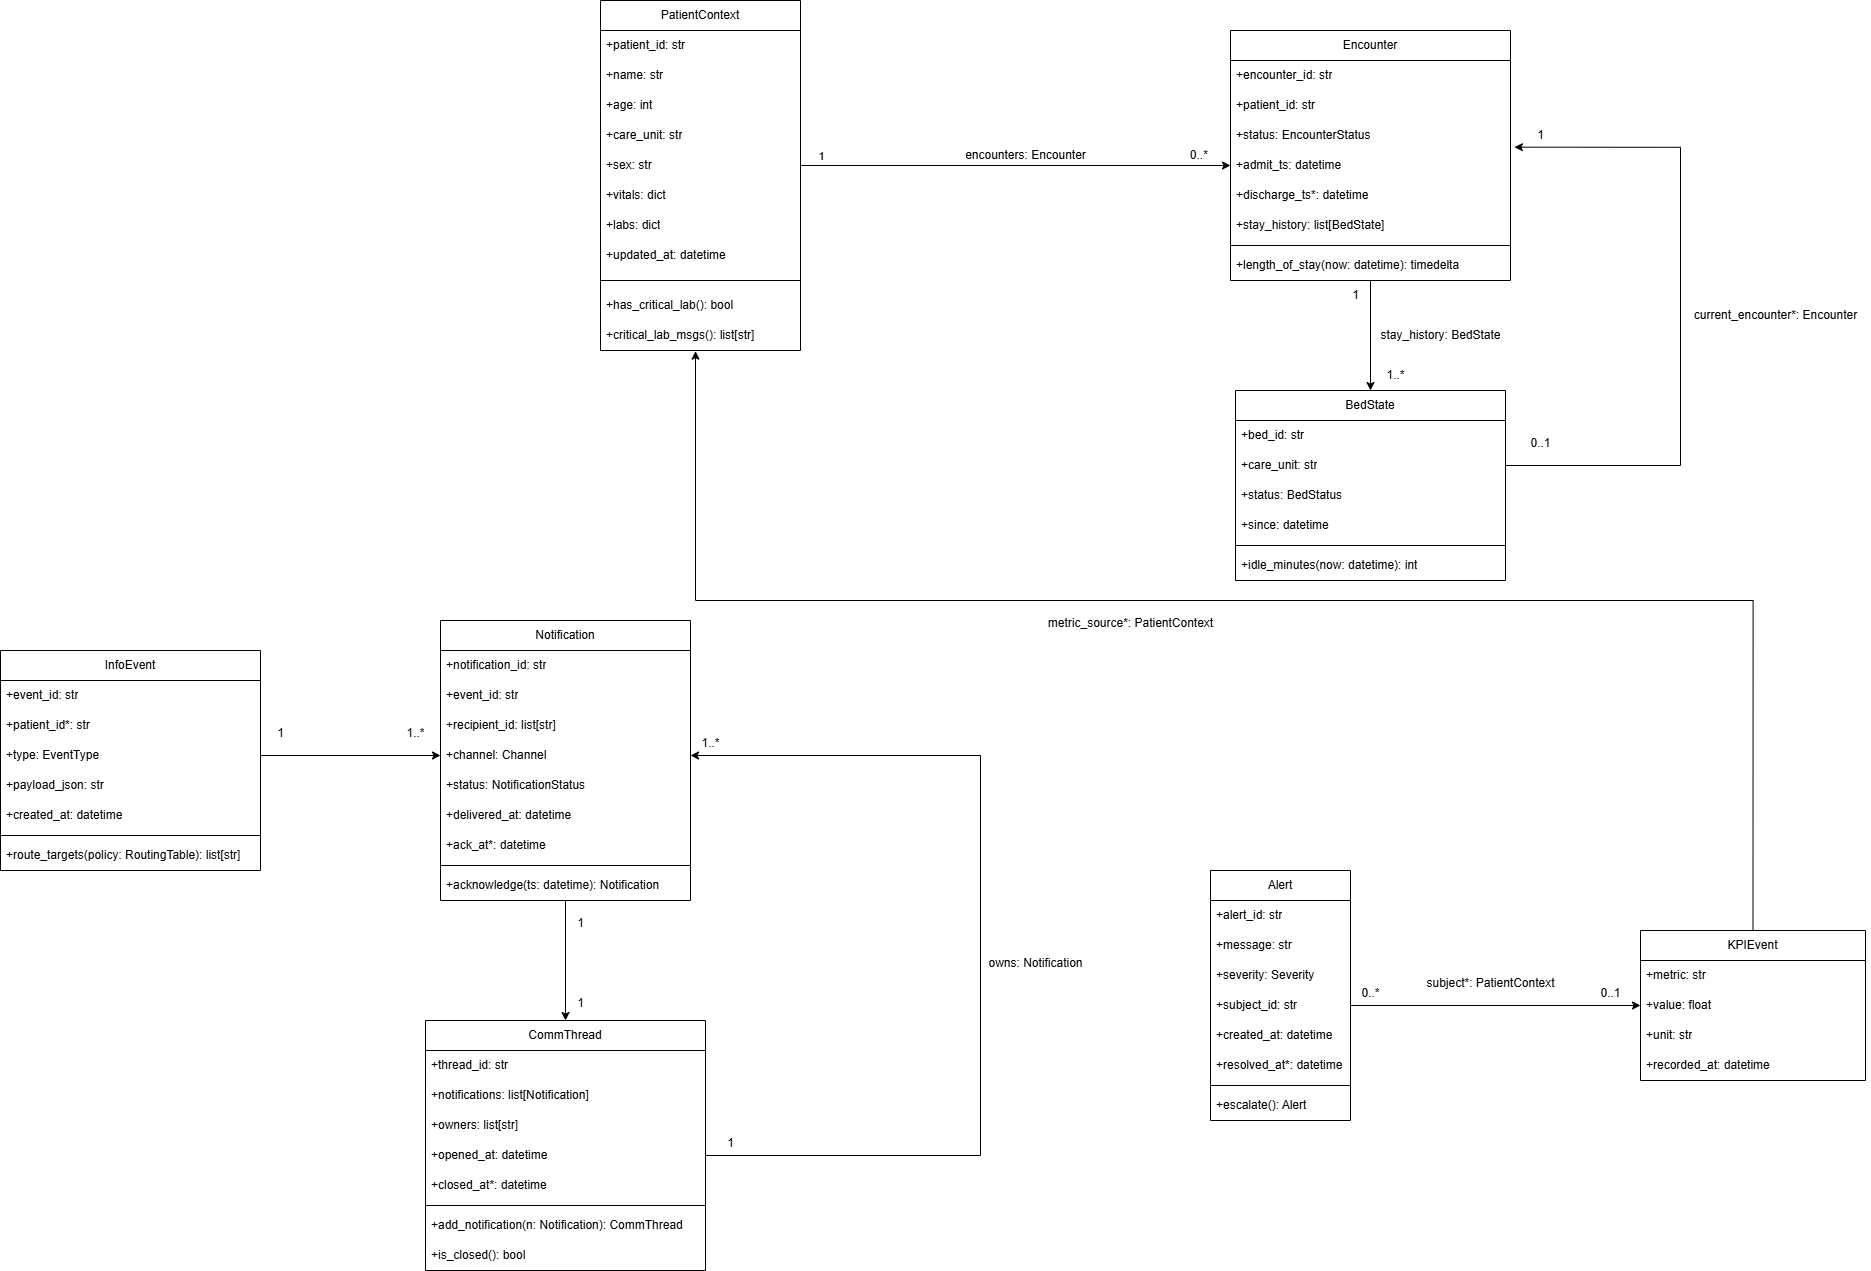 PatientContext
+patient_id: str
+name: str
+age: int
+care_unit: str
+sex: str
+vitals: dict
+labs: dict
+updated_at: datetime
+has_critical_lab(): bool
+critical_lab_msgs(): list[str]
1
encounters: Encounter
0..*
Encounter
+encounter_id: str
+patient_id: str
+status: EncounterStatus
+admit_ts: datetime
+discharge_ts*: datetime
+stay_history: list[BedState]
+length_of_stay(now: datetime): timedelta
1
current_encounter*: Encounter
0..1
1
stay_history: BedState
1..*
BedState
+bed_id: str
+care_unit: str
+status: BedStatus
+since: datetime
+idle_minutes(now: datetime): int
metric_source*: PatientContext
InfoEvent
+event_id: str
+patient_id*: str
+type: EventType
+payload_json: str
+created_at: datetime
+route_targets(policy: RoutingTable): list[str]
1
1..*
Notification
+notification_id: str
+event_id: str
+recipient_id: list[str]
+channel: Channel
+status: NotificationStatus
+delivered_at: datetime
+ack_at*: datetime
+acknowledge(ts: datetime): Notification
1..*
owns: Notification
1
1
1
CommThread
+thread_id: str
+notifications: list[Notification]
+owners: list[str]
+opened_at: datetime
+closed_at*: datetime
+add_notification(n: Notification): CommThread
+is_closed(): bool
Alert
+alert_id: str
+message: str
+severity: Severity
+subject_id: str
+created_at: datetime
+resolved_at*: datetime
+escalate(): Alert
0..*
subject*: PatientContext
0..1
KPIEvent
+metric: str
+value: float
+unit: str
+recorded_at: datetime